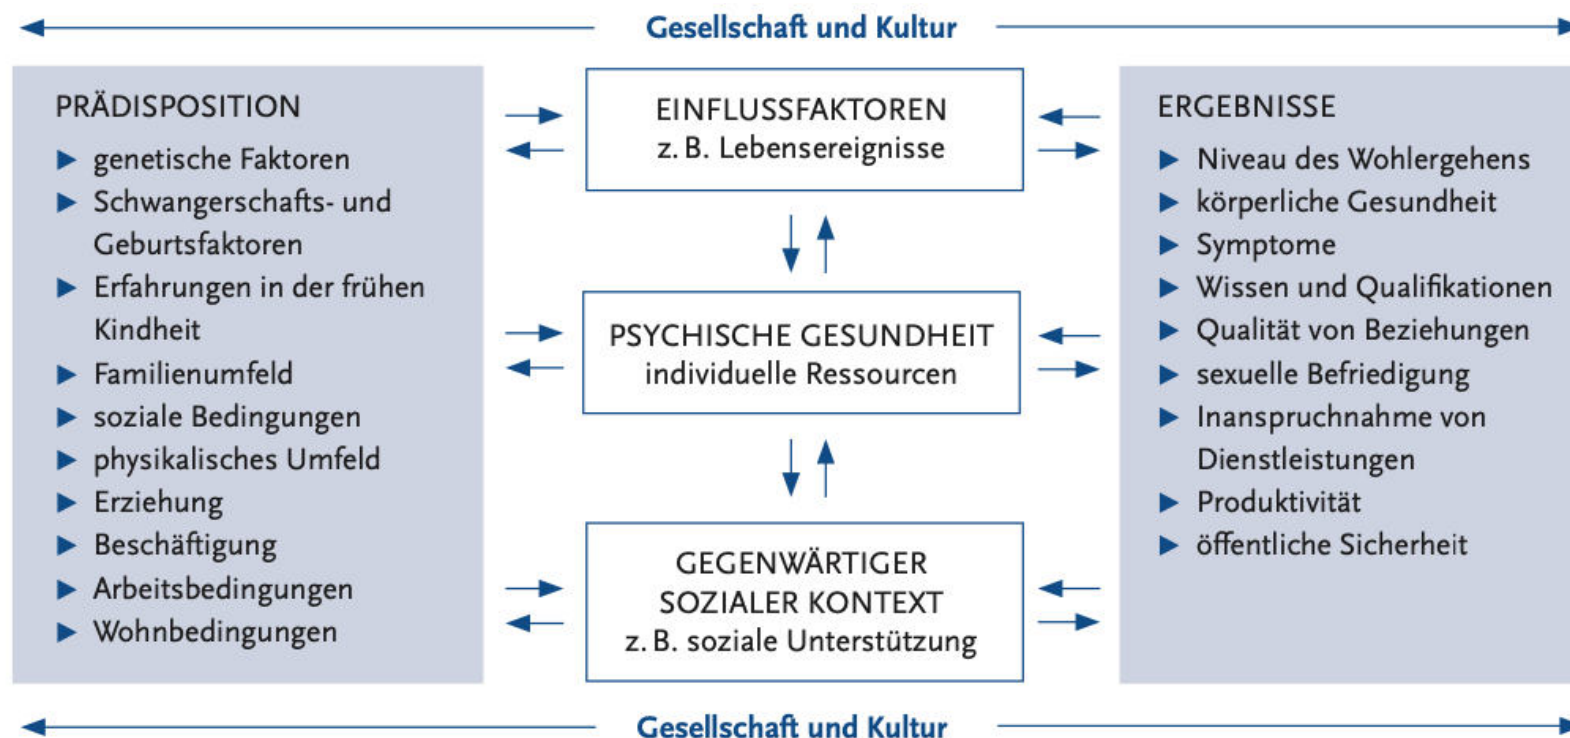 Gesellschaft und Kultur
PRÄDISPOSITION
▶ genetische Faktoren
▶ Schwangerschafts- und
Geburtsfaktoren
▶ Erfahrungen in der frühen
Kindheit
▶ Familienumfeld
▶ soziale Bedingungen
▶ physikalisches Umfeld
▶ Erziehung
▶ Beschäftigung
▶ Arbeitsbedingungen
▶ Wohnbedingungen
EINFLUSSFAKTOREN
z. B. Lebensereignisse
PSYCHISCHE GESUNDHEIT
individuelle Ressourcen
GEGENWÄRTIGER
SOZIALER KONTEXT
z. B. soziale Unterstützung
ERGEBNISSE
▶ Niveau des Wohlergehens
▶ körperliche Gesundheit
▶ Symptome
▶ Wissen und Qualifikationen
▶ Qualität von Beziehungen
▶ sexuelle Befriedigung
▶ Inanspruchnahme von
Dienstleistungen
▶ Produktivität
▶ öffentliche Sicherheit
Gesellschaft und Kultur